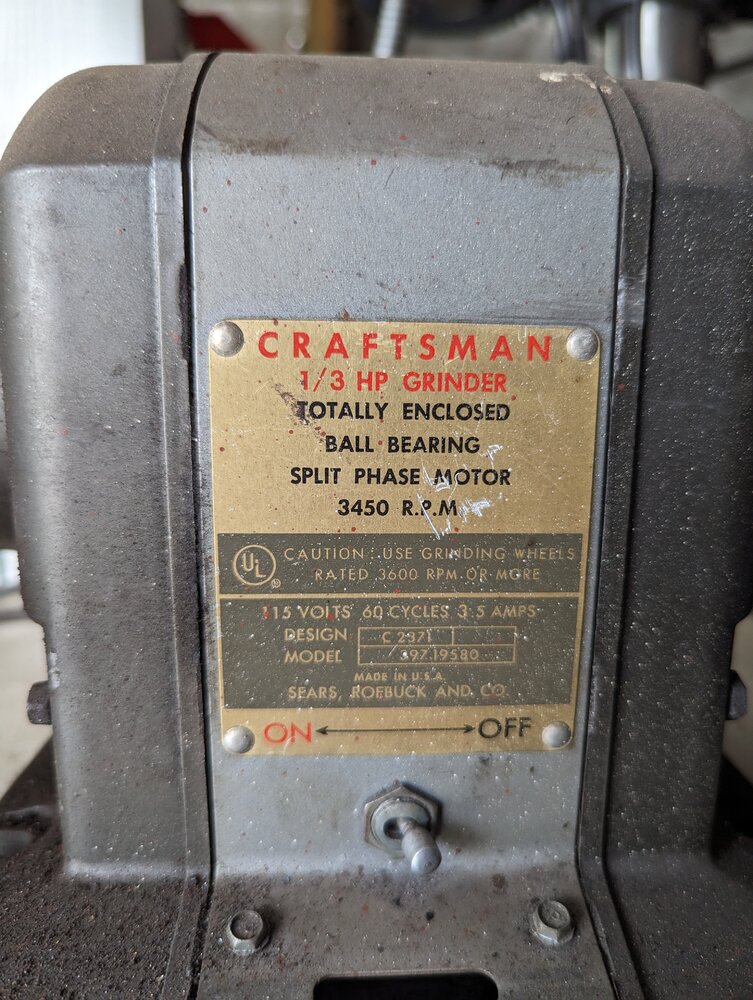 CRAFTSMAN
1/3 HP GRINDER
TOTALLY ENCLOSED
BALL BEARING
SPLIT PHASE MOTOR
3450 R.P.M.
UL ®
CAUTION: USE GRINDING WHEELS
RATED 3600 RPM OR MORE
115 VOLTS 60 CYCLES 3.5 AMPS
DESIGN C 2371
MODEL 397.19580
MADE IN U.S.A.
SEARS, ROEBUCK AND CO.
ON OFF